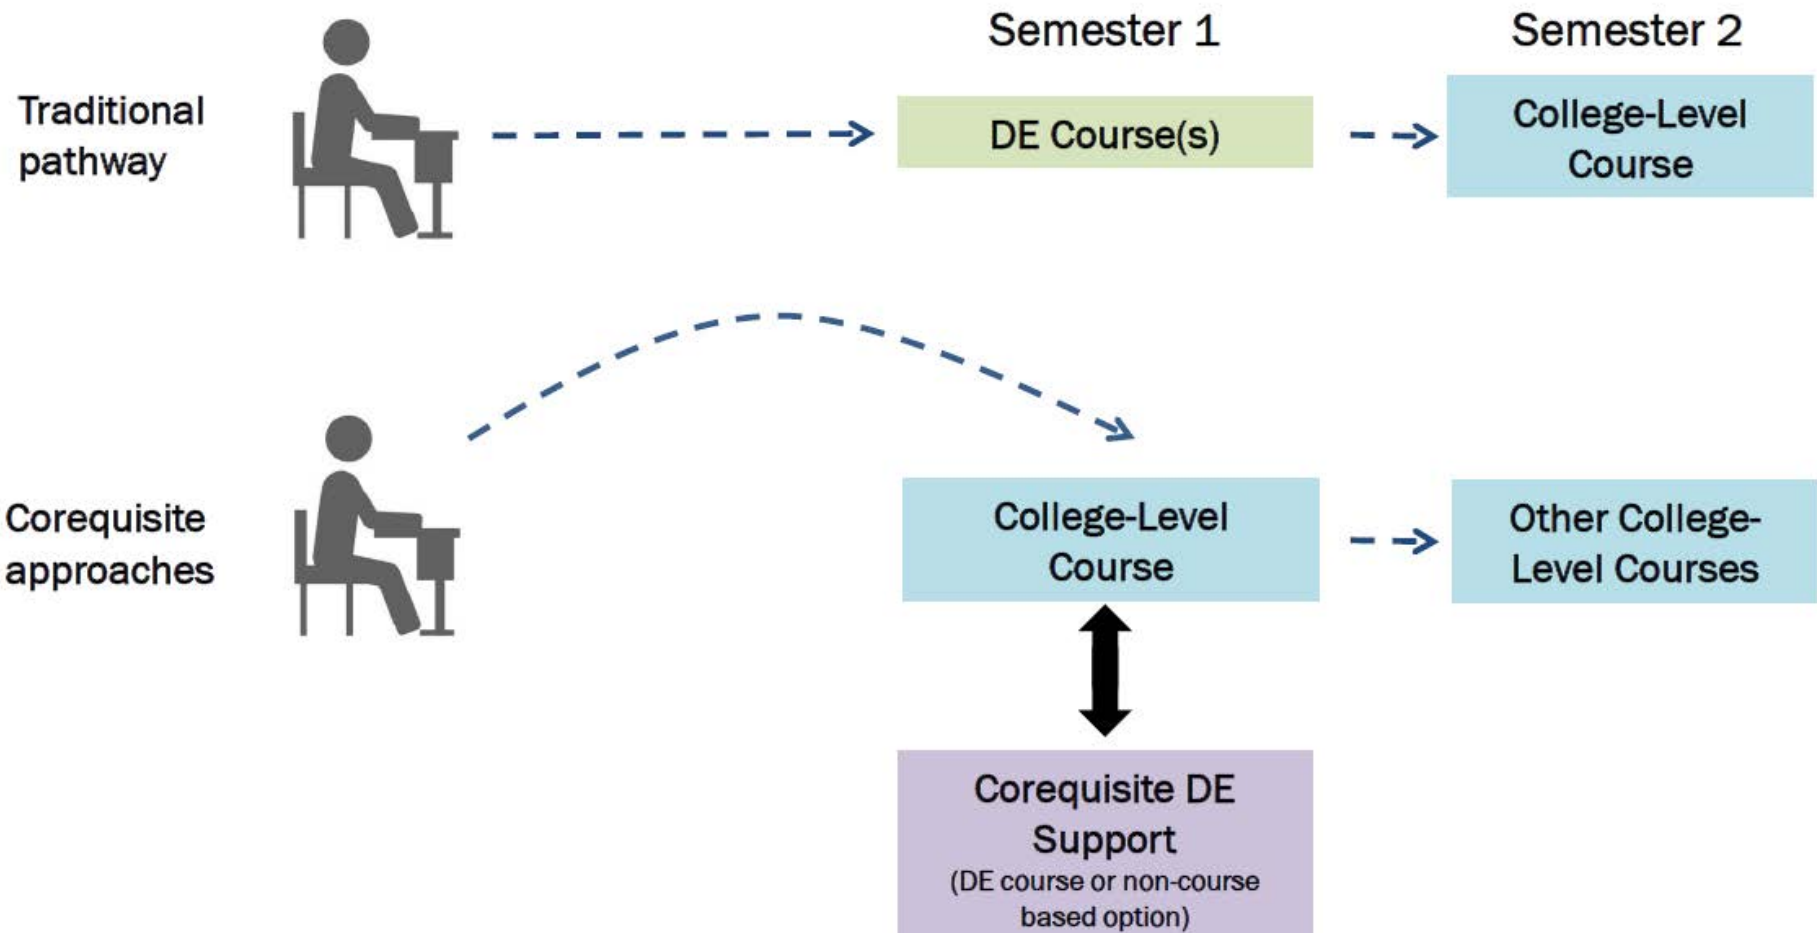 Semester 1
Semester 2
Traditional
pathway
DE Course(s)
College-Level
Course
Corequisite
approaches
College-Level
Course
Other College-
Level Courses
Corequisite DE
Support
(DE course or non-course
based option)